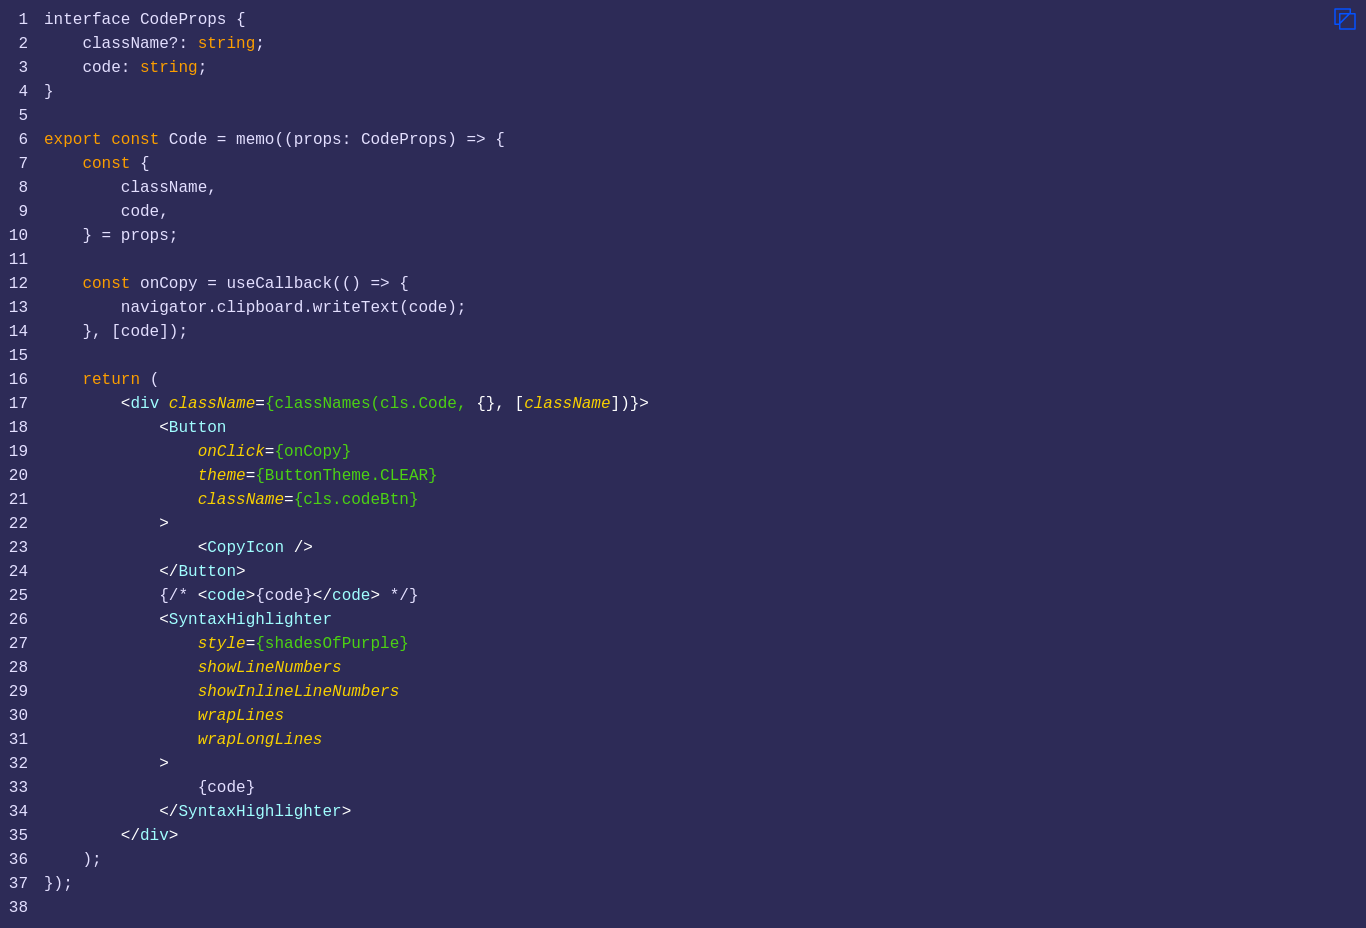 1 interface CodeProps {
2     className?: string;
3     code: string;
4 }
5
6 export const Code = memo((props: CodeProps) => {
7     const {
8         className,
9         code,
10     } = props;
11
12     const onCopy = useCallback(() => {
13         navigator.clipboard.writeText(code);
14     }, [code]);
15
16     return (
17         <div className={classNames(cls.Code, {}, [className])}>
18             <Button
19                 onClick={onCopy}
20                 theme={ButtonTheme.CLEAR}
21                 className={cls.codeBtn}
22             >
23                 <CopyIcon />
24             </Button>
25             {/* <code>{code}</code> */}
26             <SyntaxHighlighter
27                 style={shadesOfPurple}
28                 showLineNumbers
29                 showInlineLineNumbers
30                 wrapLines
31                 wrapLongLines
32             >
33                 {code}
34             </SyntaxHighlighter>
35         </div>
36     );
37 });
38